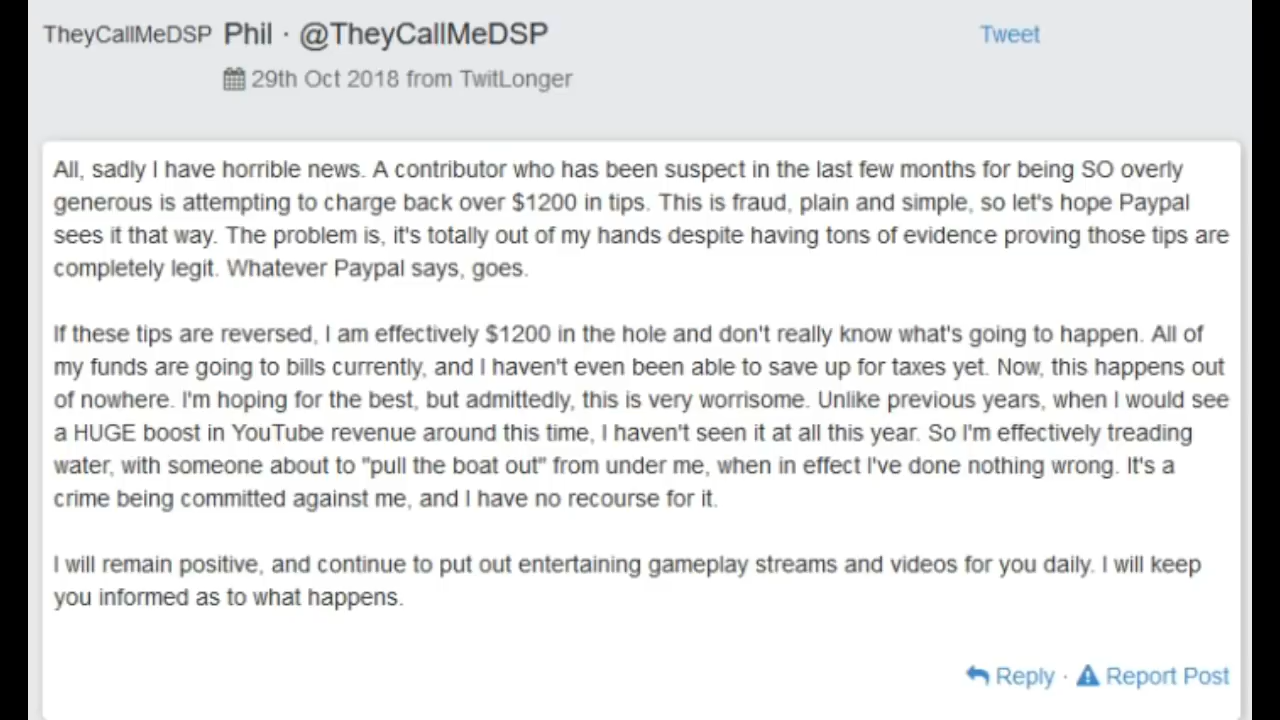 TheyCallMeDSP Phil · @TheyCallMeDSP Tweet
29th Oct 2018 from TwitLonger
All, sadly I have horrible news. A contributor who has been suspect in the last few months for being SO overly
generous is attempting to charge back over $1200 in tips. This is fraud, plain and simple, so let's hope Paypal
sees it that way. The problem is, it's totally out of my hands despite having tons of evidence proving those tips are
completely legit. Whatever Paypal says, goes.
If these tips are reversed, I am effectively $1200 in the hole and don't really know what's going to happen. All of
my funds are going to bills currently, and I haven't even been able to save up for taxes yet. Now, this happens out
of nowhere. I'm hoping for the best, but admittedly, this is very worrisome. Unlike previous years, when I would see
a HUGE boost in YouTube revenue around this time, I haven't seen it at all this year. So I'm effectively treading
water, with someone about to "pull the boat out" from under me, when in effect I've done nothing wrong. It's a
crime being committed against me, and I have no recourse for it.
I will remain positive, and continue to put out entertaining gameplay streams and videos for you daily. I will keep
you informed as to what happens.
Reply · Report Post